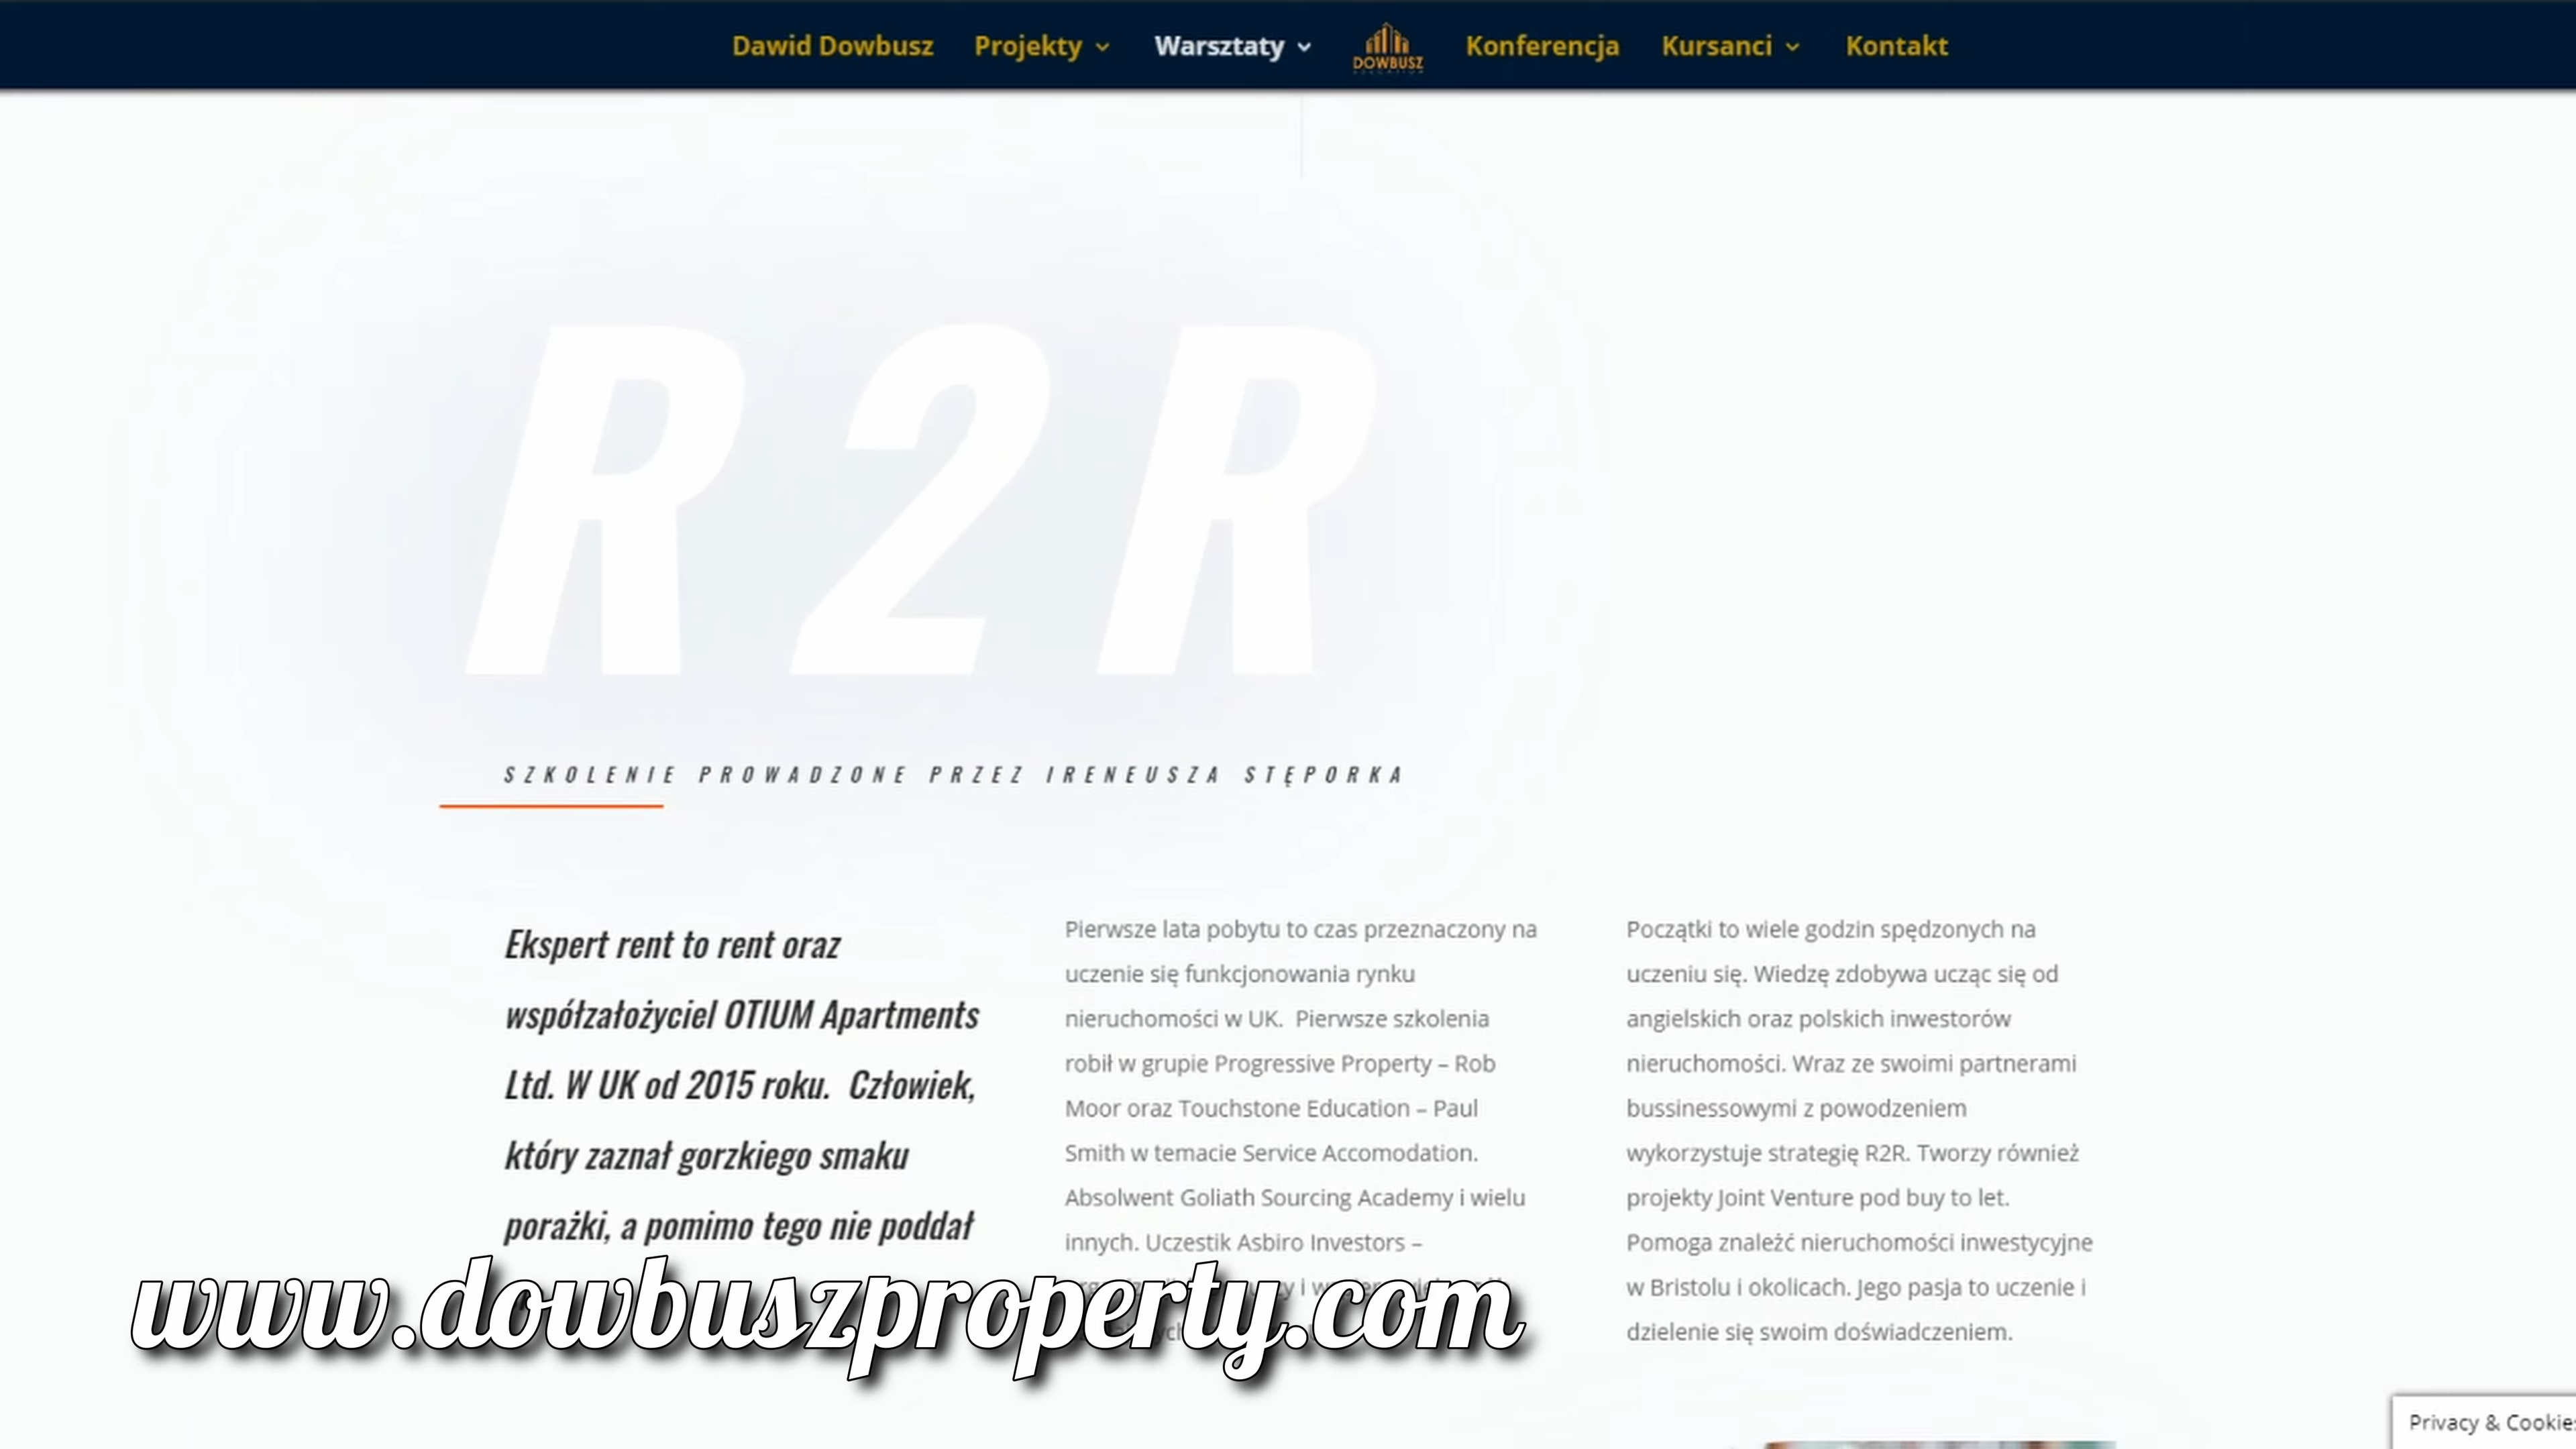 Dawid Dowbusz Projekty Warsztaty DOWBUSZ Konferencja Kursanci Kontakt
R2R
SZKOLENIE PROWADZONE PRZEZ IRENEUSZA STĘPORKA
Ekspert rent to rent oraz
współzałożyciel OTIUM Apartments
Ltd. W UK od 2015 roku. Człowiek,
który zaznał gorzkiego smaku
porażki, a pomimo tego nie poddał
Pierwsze lata pobytu to czas przeznaczony na
uczenie się funkcjonowania rynku
nieruchomości w UK. Pierwsze szkolenia
robił w grupie Progressive Property – Rob
Moor oraz Touchstone Education – Paul
Smith w temacie Service Accomodation.
Absolwent Goliath Sourcing Academy i wielu
innych. Uczestik Asbiro Investors –
Początki to wiele godzin spędzonych na
uczeniu się. Wiedzę zdobywa ucząc się od
angielskich oraz polskich inwestorów
nieruchomości. Wraz ze swoimi partnerami
bussinessowymi z powodzeniem
wykorzystuje strategię R2R. Tworzy również
projekty Joint Venture pod buy to let.
Pomoga znaleźć nieruchomości inwestycyjne
w Bristolu i okolicach. Jego pasja to uczenie i
dzielenie się swoim doświadczeniem.
www.dowbuszproperty.com
Privacy & Cookies